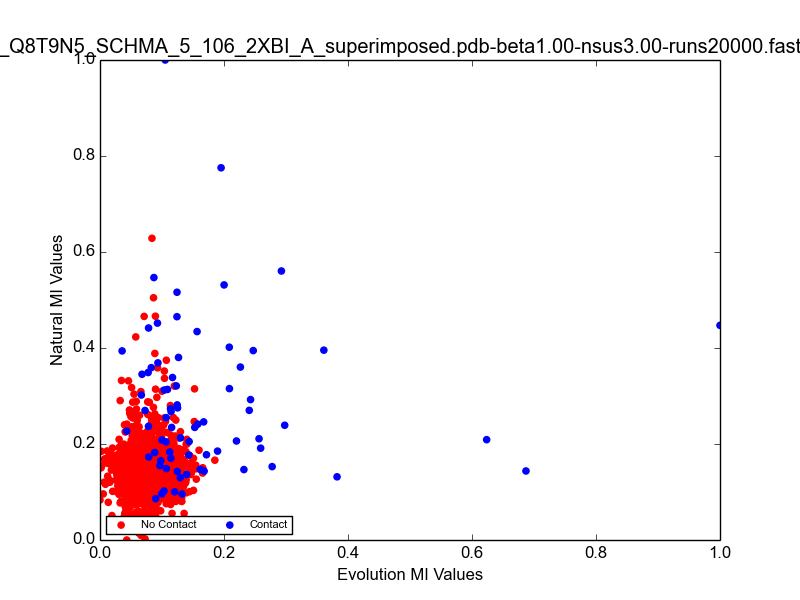 _Q8T9N5_SCHMA_5_106_2XBI_A_superimposed.pdb-beta1.00-nsus3.00-runs20000.fast
1.0
0.8
0.6
0.4
0.2
0.0
Natural MI Values
No Contact Contact
0.0 0.2 0.4 0.6 0.8 1.0
Evolution MI Values